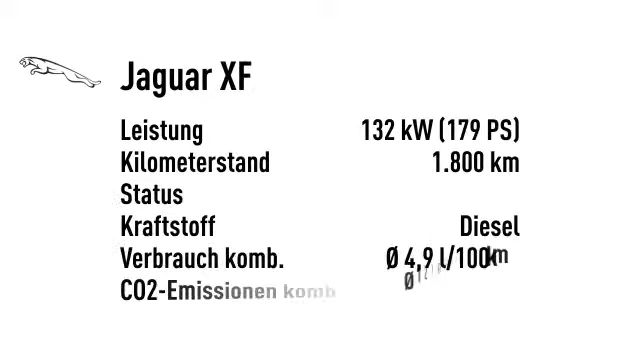 Jaguar XF
Leistung 132 kW (179 PS)
Kilometerstand 1.800 km
Status
Kraftstoff Diesel
Verbrauch komb. Ø 4,9 l/100km
CO2-Emissionen komb Ø